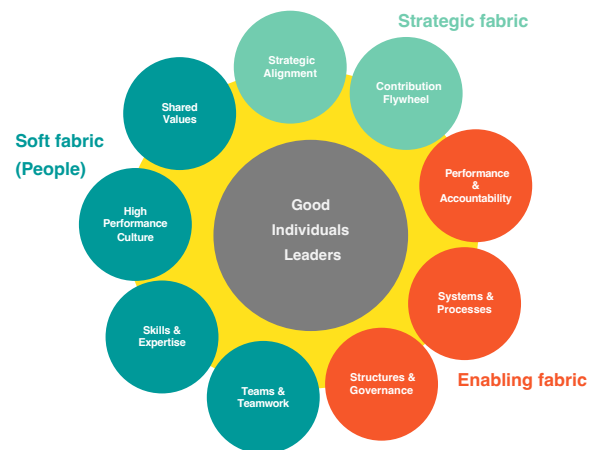 Strategic fabric
Strategic
Alignment
Contribution
Flywheel
Shared
Values
Soft fabric
(People)
Performance
&
Accountability
High
Performance
Culture
Good
Individuals
Leaders
Systems &
Processes
Skills &
Expertise
Structures &
Governance
Enabling fabric
Teams &
Teamwork